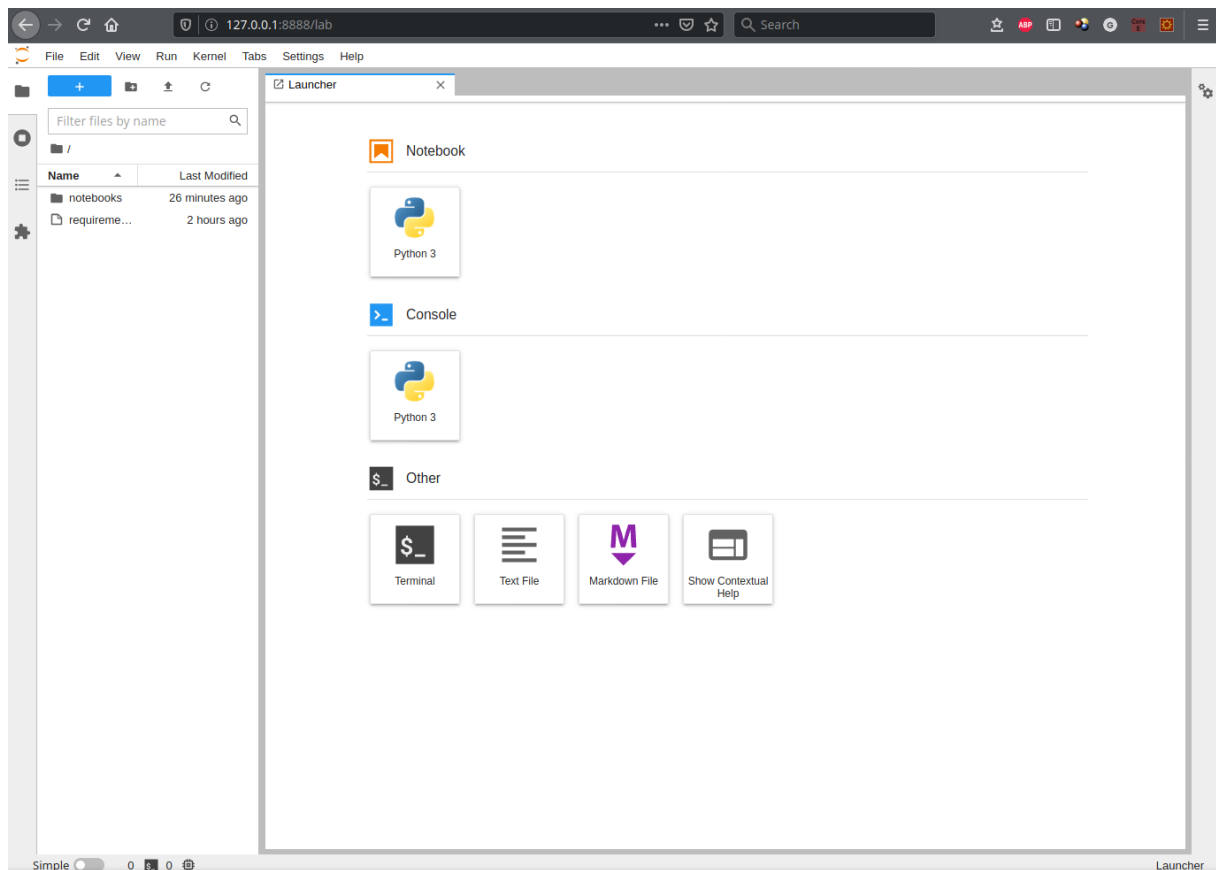 127.0.0.1:8888/lab
Search
ABP
G
Core
E
File Edit View Run Kernel Tabs Settings Help
Launcher
Filter files by name
/
Name Last Modified
notebooks 26 minutes ago
requireme… 2 hours ago
Notebook
Python 3
Console
Python 3
$_ Other
$_
M
Terminal
Text File
Markdown File
Show Contextual
Help
Simple 0 $_ 0
Launcher